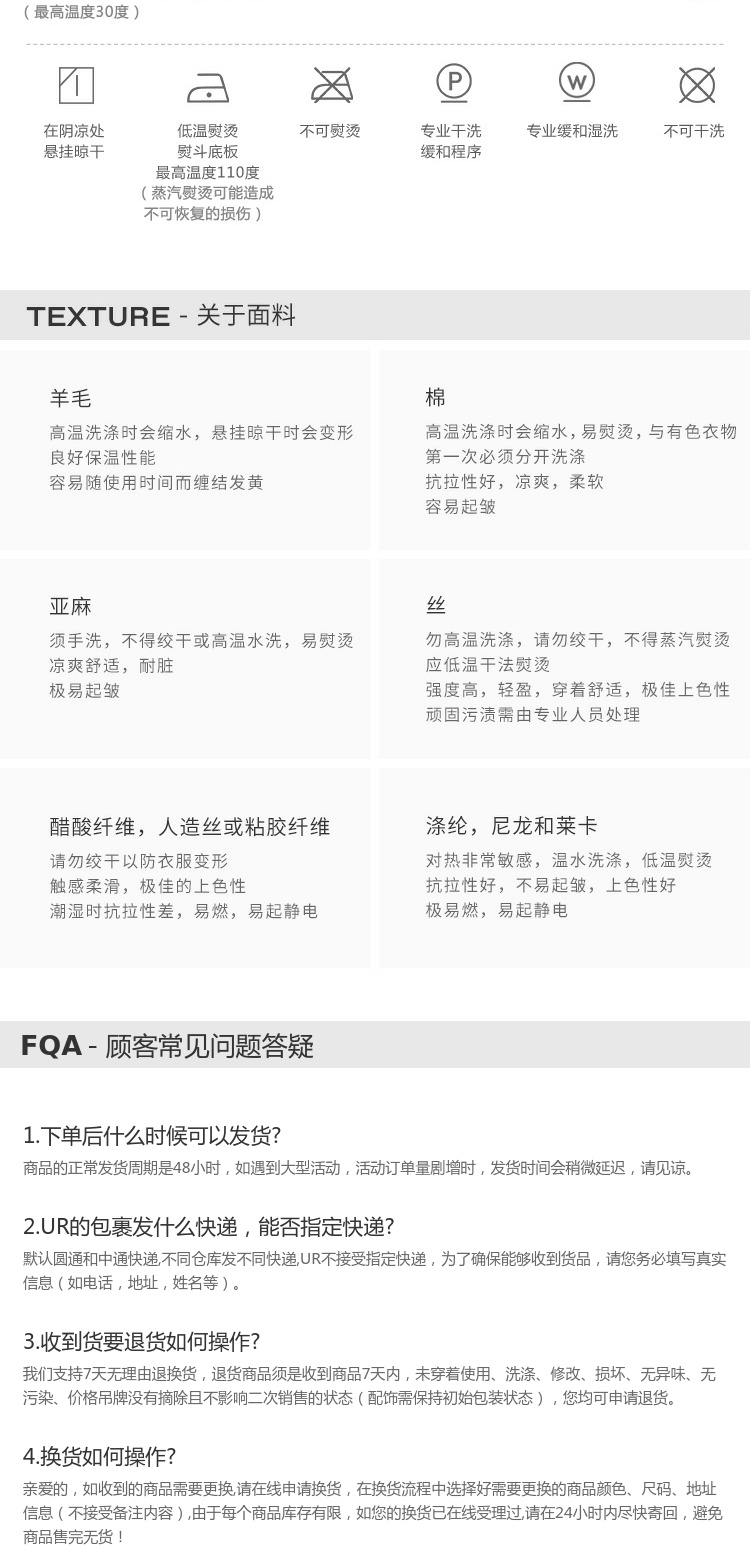 （最高温度30度）
P
W
在阴凉处
悬挂晾干
低温熨烫
熨斗底板
最高温度110度
（蒸汽熨烫可能造成
不可恢复的损伤）
不可熨烫
专业干洗
缓和程序
专业缓和湿洗
不可干洗
TEXTURE - 关于面料
羊毛
高温洗涤时会缩水，悬挂晾干时会变形
良好保温性能
容易随使用时间而缠结发黄
棉
高温洗涤时会缩水,易熨烫,与有色衣物
第一次必须分开洗涤
抗拉性好，凉爽，柔软
容易起皱
亚麻
须手洗，不得绞干或高温水洗，易熨烫
凉爽舒适，耐脏
极易起皱
丝
勿高温洗涤，请勿绞干，不得蒸汽熨烫
应低温干法熨烫
强度高，轻盈，穿着舒适，极佳上色性
顽固污渍需由专业人员处理
醋酸纤维，人造丝或粘胶纤维
请勿绞干以防衣服变形
触感柔滑，极佳的上色性
潮湿时抗拉性差，易燃，易起静电
涤纶，尼龙和莱卡
对热非常敏感，温水洗涤，低温熨烫
抗拉性好，不易起皱，上色性好
极易燃，易起静电
FQA - 顾客常见问题答疑
1.下单后什么时候可以发货?
商品的正常发货周期是48小时，如遇到大型活动，活动订单量剧增时，发货时间会稍微延迟，请见谅。
2.UR的包裹发什么快递，能否指定快递?
默认圆通和中通快递,不同仓库发不同快递,UR不接受指定快递，为了确保能够收到货品，请您务必填写真实
信息（如电话，地址，姓名等）。
3.收到货要退货如何操作?
我们支持7天无理由退换货，退货商品须是收到商品7天内，未穿着使用、洗涤、修改、损坏、无异味、无
污染、价格吊牌没有摘除且不影响二次销售的状态（配饰需保持初始包装状态），您均可申请退货。
4.换货如何操作?
亲爱的，如收到的商品需要更换,请在线申请换货，在换货流程中选择好需要更换的商品颜色、尺码、地址
信息（不接受备注内容）,由于每个商品库存有限，如您的换货已在线受理过,请在24小时内尽快寄回，避免
商品售完无货！